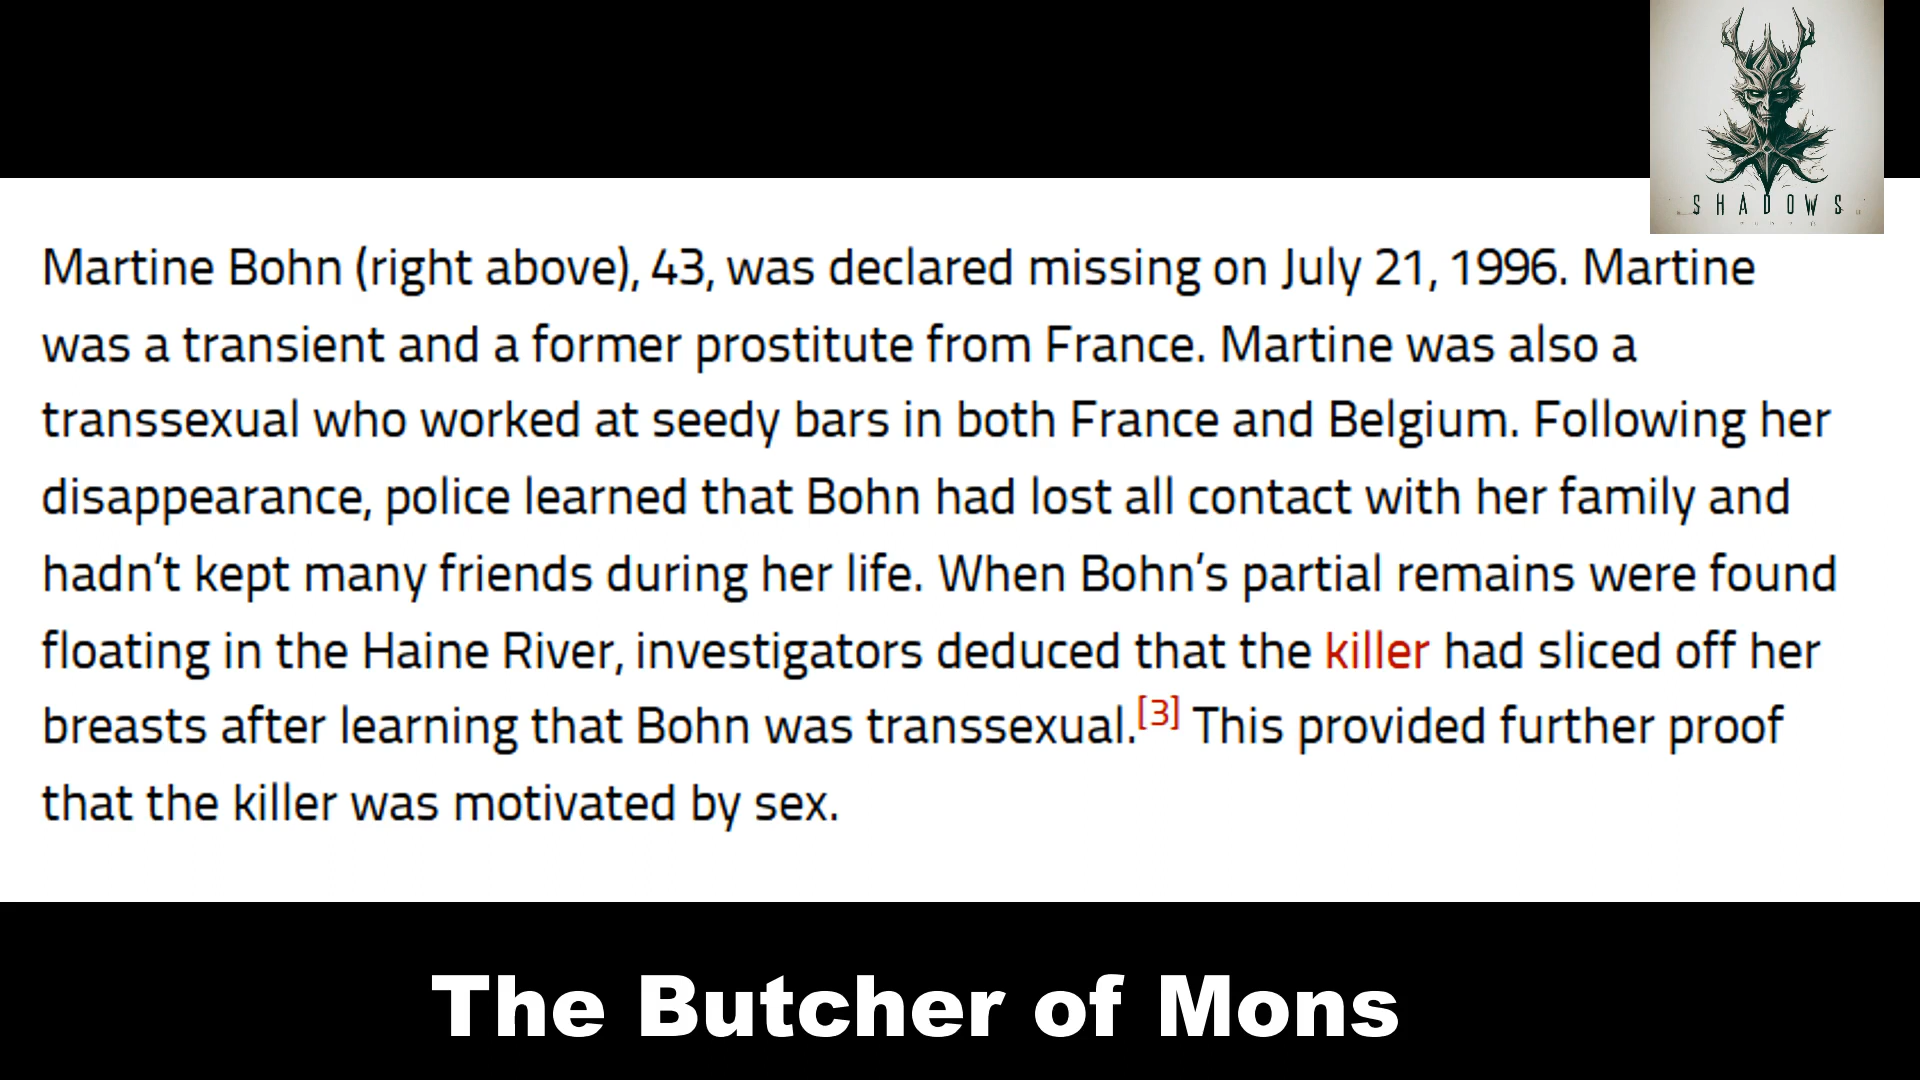 SHADOWS
Martine Bohn (right above), 43, was declared missing on July 21, 1996. Martine
was a transient and a former prostitute from France. Martine was also a
transsexual who worked at seedy bars in both France and Belgium. Following her
disappearance, police learned that Bohn had lost all contact with her family and
hadn’t kept many friends during her life. When Bohn’s partial remains were found
floating in the Haine River, investigators deduced that the killer had sliced off her
breasts after learning that Bohn was transsexual.[3] This provided further proof
that the killer was motivated by sex.
The Butcher of Mons